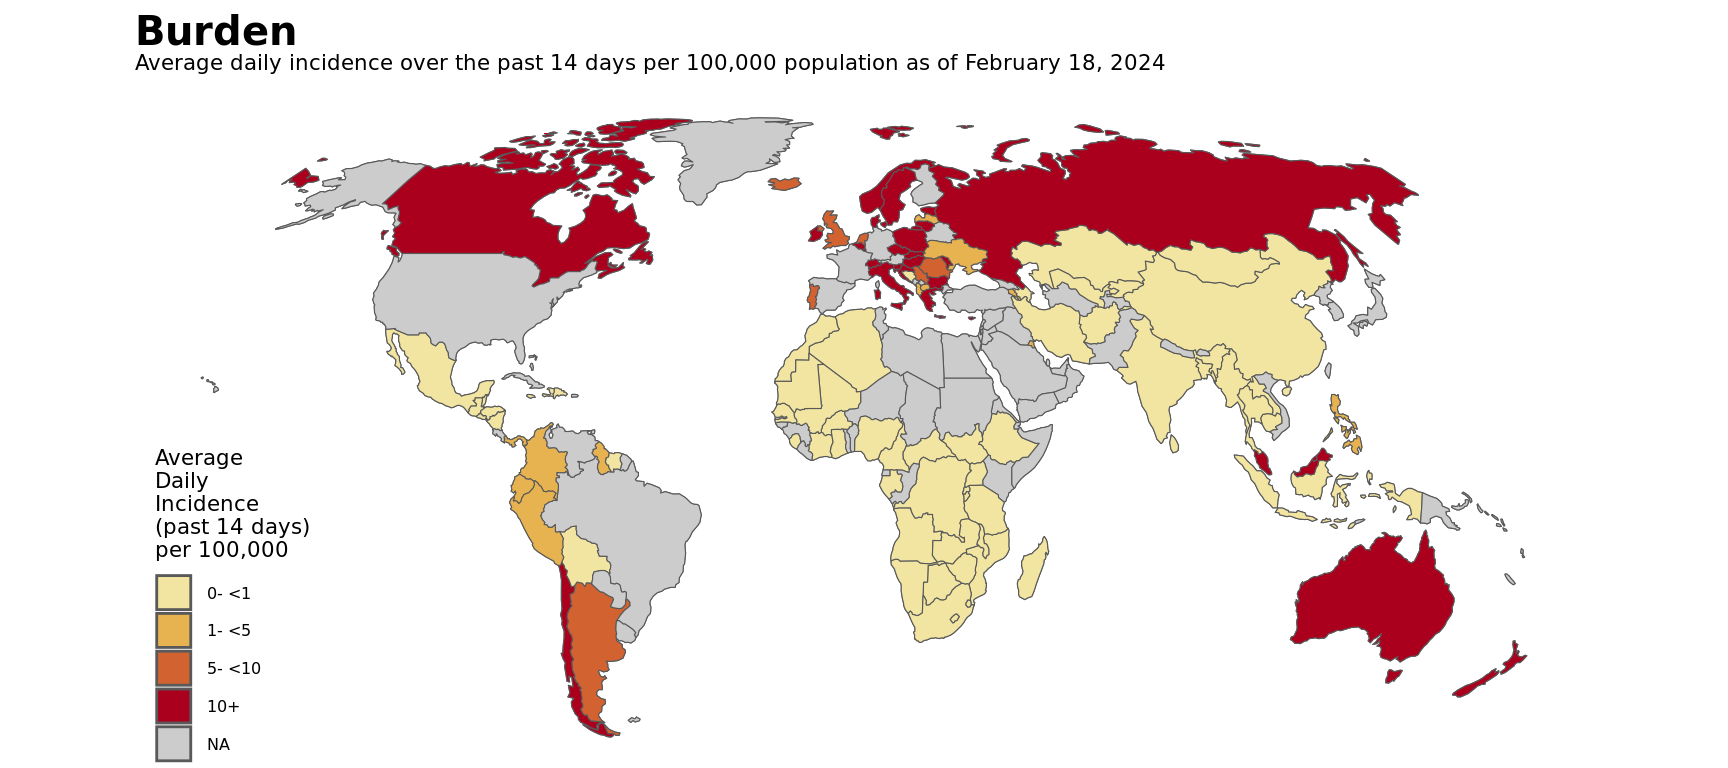 Burden
Average daily incidence over the past 14 days per 100,000 population as of February 18, 2024
Average
Daily
Incidence
(past 14 days)
per 100,000
0- <1
1- <5
5- <10
10+
NA